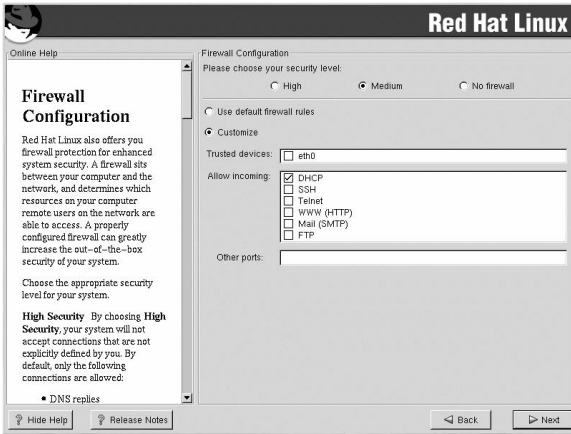 Red Hat Linux
Online Help
Firewall
Configuration
Red Hat Linux also offers you
firewall protection for enhanced
system security. A firewall sits
between your computer and the
network, and determines which
resources on your computer
remote users on the network are
able to access. A properly
configured firewall can greatly
increase the out-of-the-box
security of your system.
Choose the appropriate security
level for your system.
High Security By choosing High
Security, your system will not
accept connections that are not
explicitly defined by you. By
default, only the following
connections are allowed:
• DNS replies
Firewall Configuration
Please choose your security level:
High Medium No firewall
Use default firewall rules
Customize
Trusted devices: eth0
Allow incoming: DHCP
SSH
Telnet
WWW (HTTP)
Mail (SMTP)
FTP
Other ports:
Hide Help Release Notes Back Next